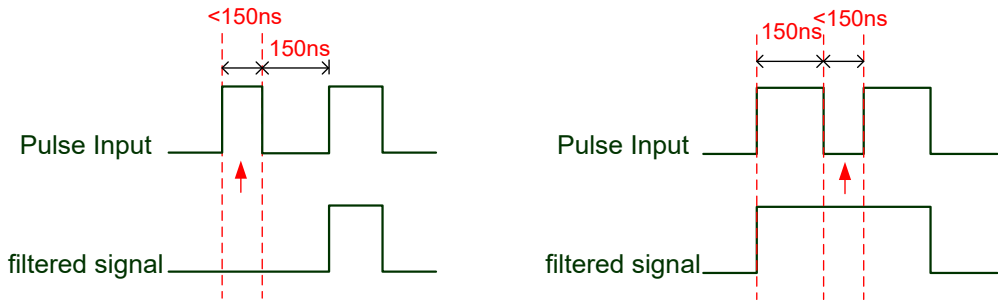 <150ns
150ns
Pulse Input
filtered signal
<150ns
150ns
Pulse Input
filtered signal